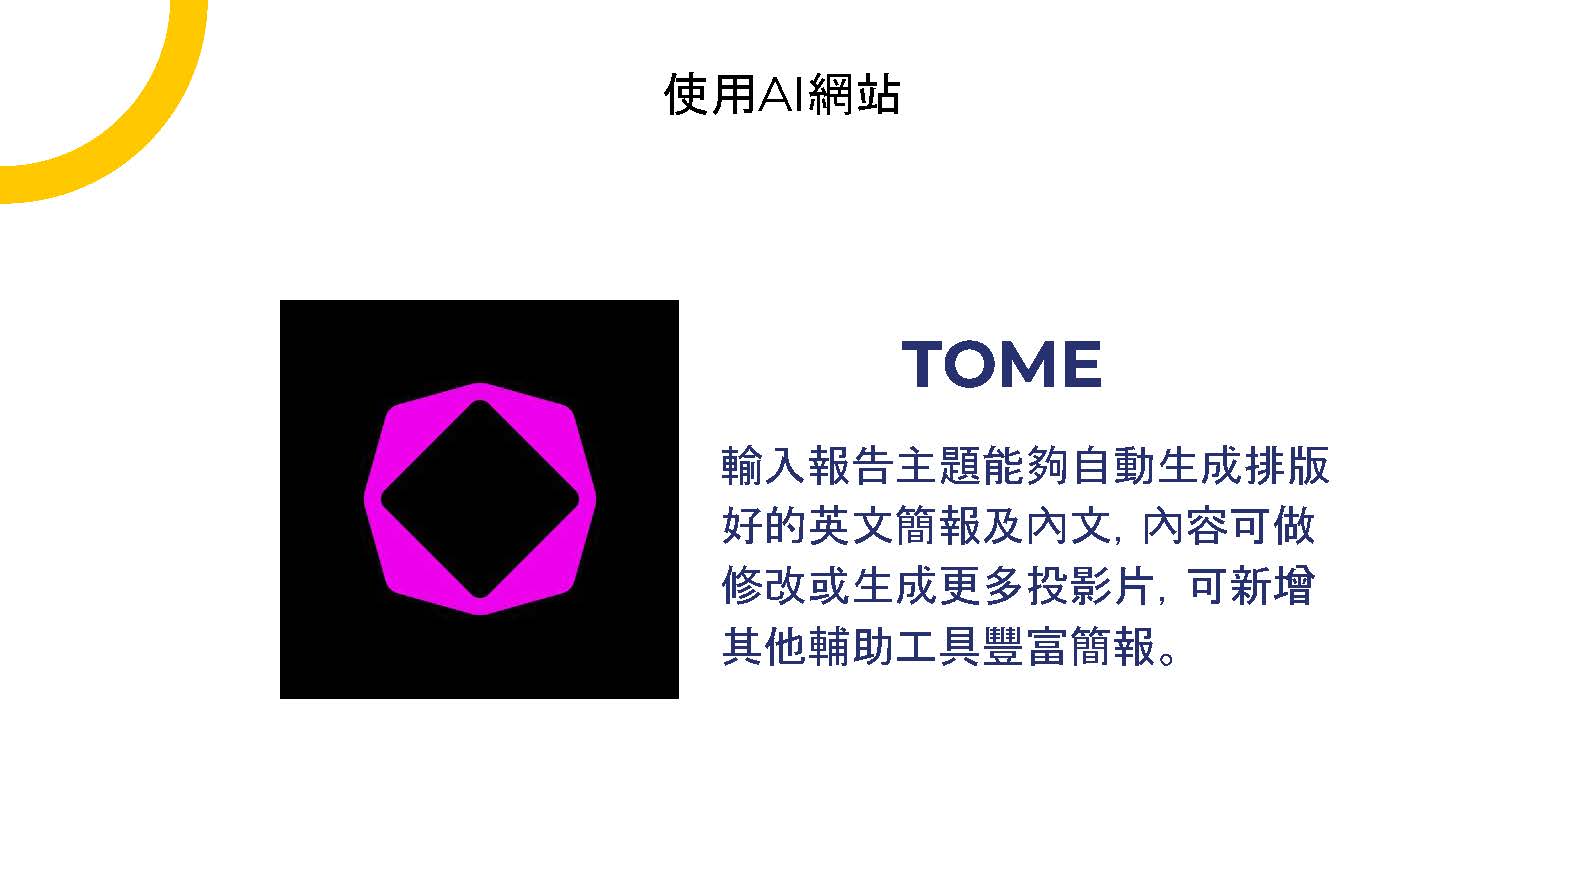 使用AI網站
TOME
輸入報告主題能夠自動生成排版
好的英文簡報及內文, 內容可做
修改或生成更多投影片, 可新增
其他輔助工具豐富簡報。